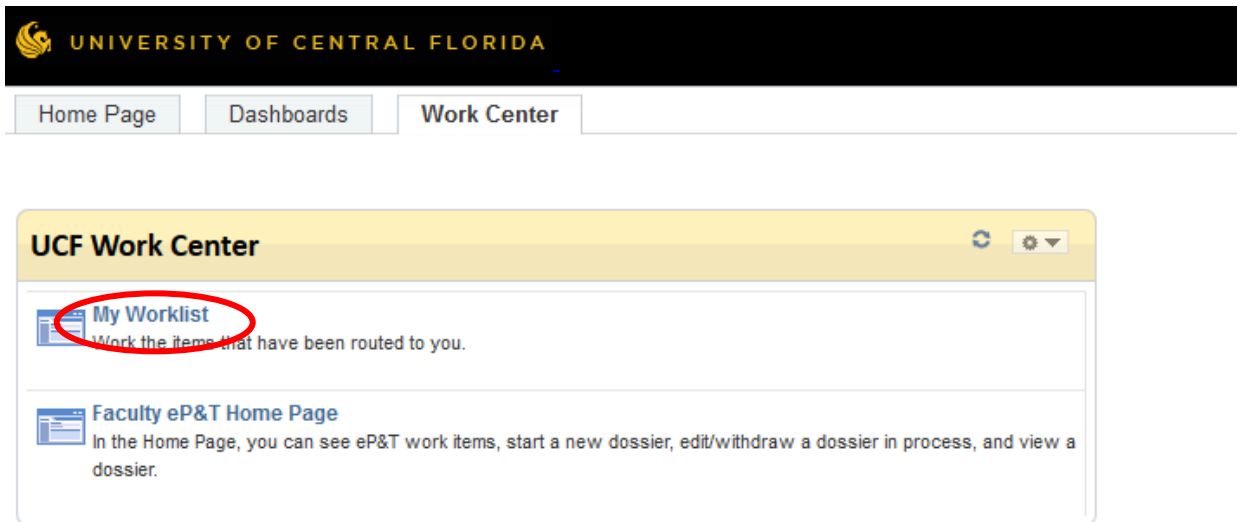 UNIVERSITY OF CENTRAL FLORIDA
Home Page Dashboards Work Center
UCF Work Center
My Worklist
Work the items that have been routed to you.
Faculty eP&T Home Page
In the Home Page, you can see eP&T work items, start a new dossier, edit/withdraw a dossier in process, and view a
dossier.